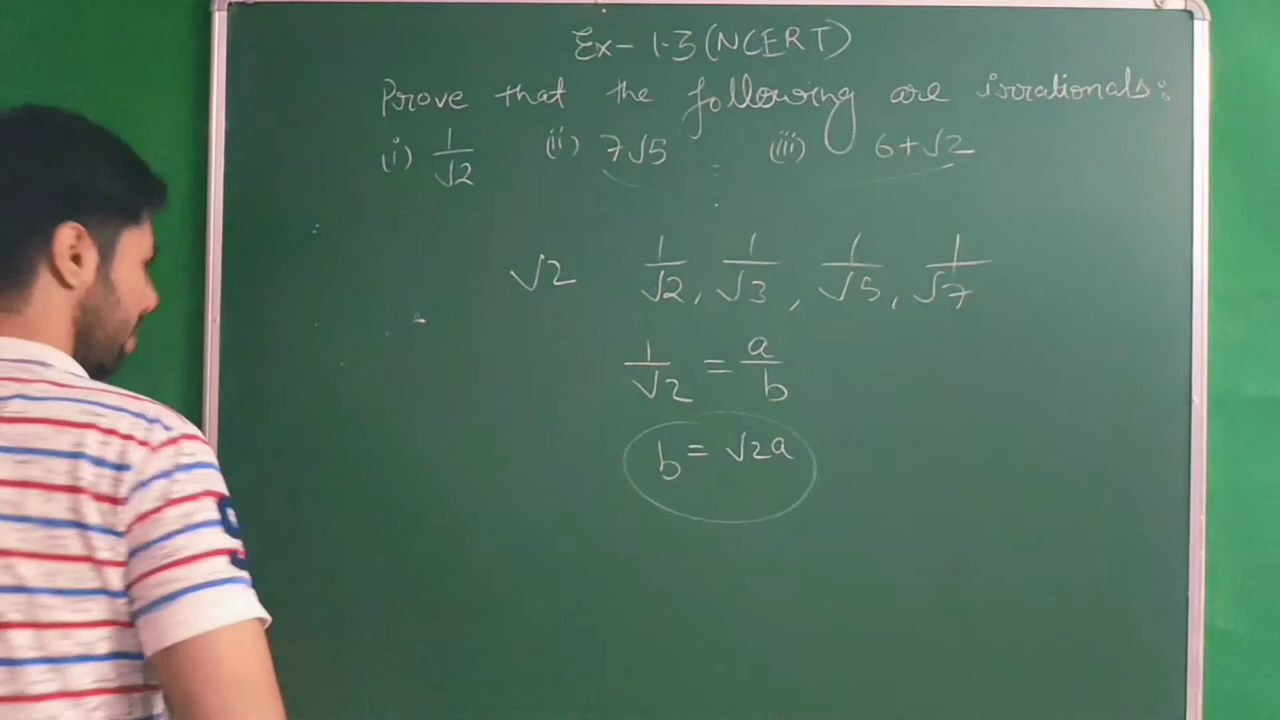 Ex- 1.3 (NCERT)
Prove that the following are irrationals:
(i) 1/√2 (ii) 7√5 (iii) 6+√2
√2 1/√2, 1/√3, 1/√5, 1/√7
1/√2 = a/b
b = √2a
9